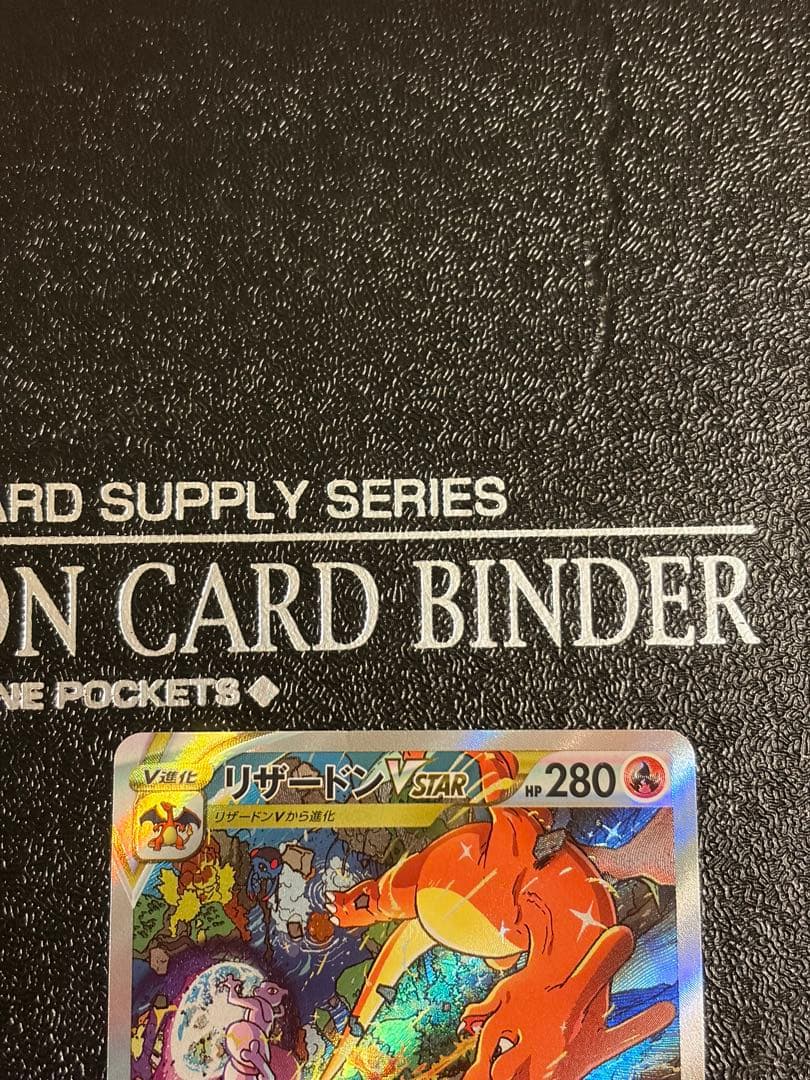 ARD SUPPLY SERIES
ON CARD BINDER
NE POCKETS◆
V進化 リザードンVSTAR HP 280
リザードンVから進化